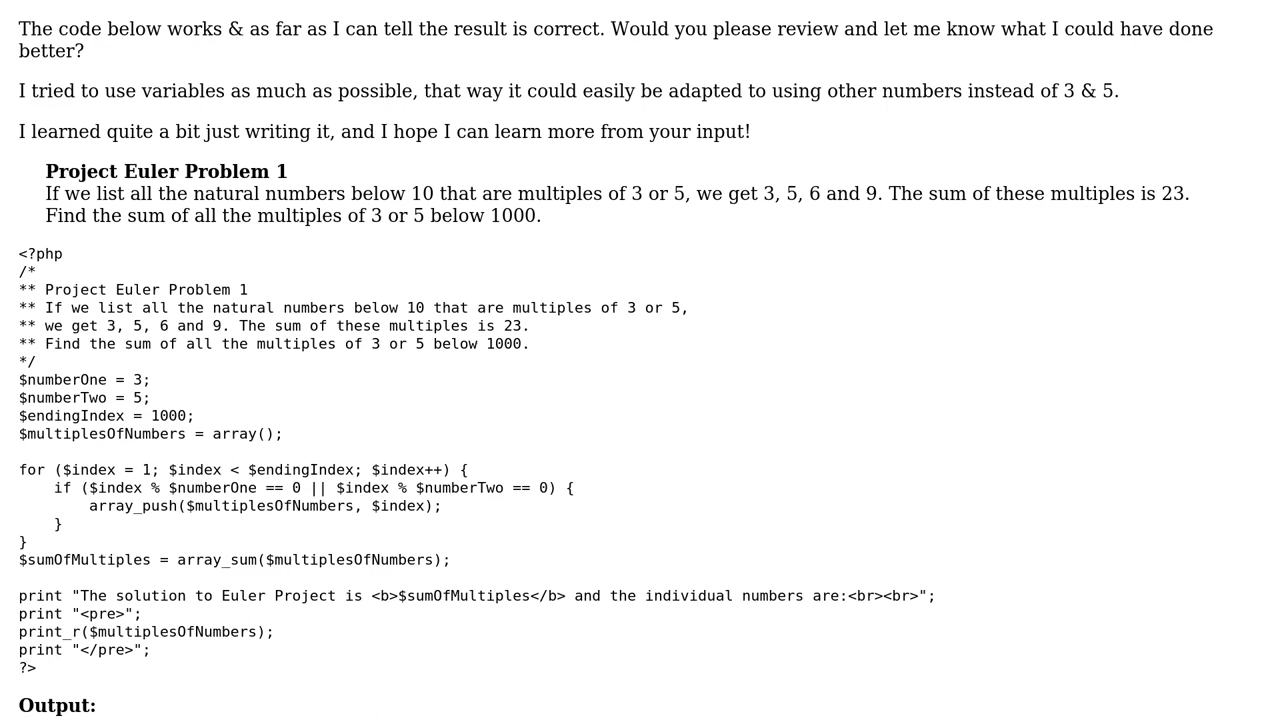 The code below works & as far as I can tell the result is correct. Would you please review and let me know what I could have done
better?
I tried to use variables as much as possible, that way it could easily be adapted to using other numbers instead of 3 & 5.
I learned quite a bit just writing it, and I hope I can learn more from your input!
Project Euler Problem 1
If we list all the natural numbers below 10 that are multiples of 3 or 5, we get 3, 5, 6 and 9. The sum of these multiples is 23.
Find the sum of all the multiples of 3 or 5 below 1000.
<?php
/*
** Project Euler Problem 1
** If we list all the natural numbers below 10 that are multiples of 3 or 5,
** we get 3, 5, 6 and 9. The sum of these multiples is 23.
** Find the sum of all the multiples of 3 or 5 below 1000.
*/
$numberOne = 3;
$numberTwo = 5;
$endingIndex = 1000;
$multiplesOfNumbers = array();
for ($index = 1; $index < $endingIndex; $index++) {
    if ($index % $numberOne == 0 || $index % $numberTwo == 0) {
        array_push($multiplesOfNumbers, $index);
    }
}
$sumOfMultiples = array_sum($multiplesOfNumbers);
print "The solution to Euler Project is <b>$sumOfMultiples</b> and the individual numbers are:<br><br>";
print "<pre>";
print_r($multiplesOfNumbers);
print "</pre>";
?>
Output: